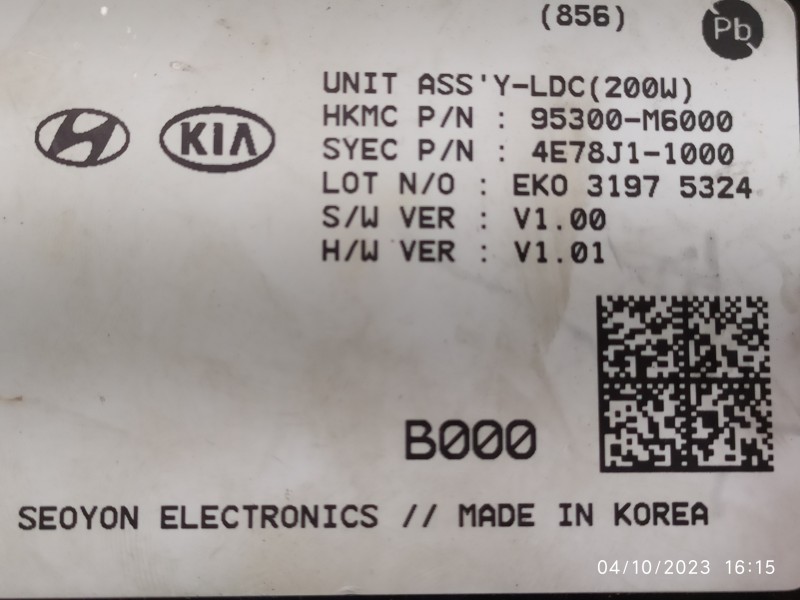 (856)
Pb
UNIT ASS'Y-LDC(200W)
HKMC P/N : 95300-M6000
KIA
SYEC P/N : 4E78J1-1000
LOT N/O : EKO 3197 5324
S/W VER : V1.00
H/W VER : V1.01
B000
SEOYON ELECTRONICS // MADE IN KOREA
04/10/2023 16:15